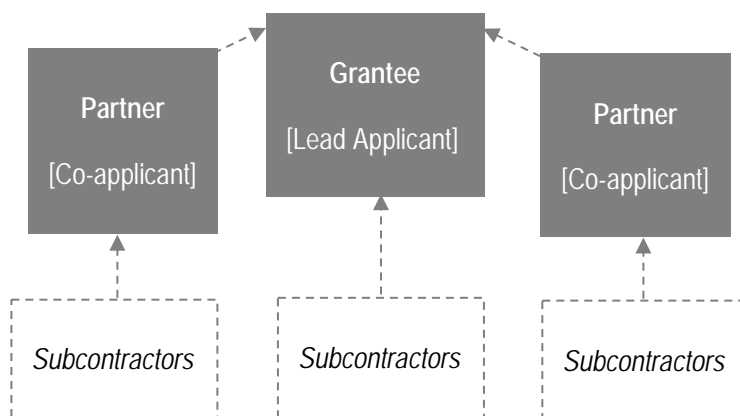 Partner
[Co-applicant]
Grantee
[Lead Applicant]
Partner
[Co-applicant]
Subcontractors
Subcontractors
Subcontractors